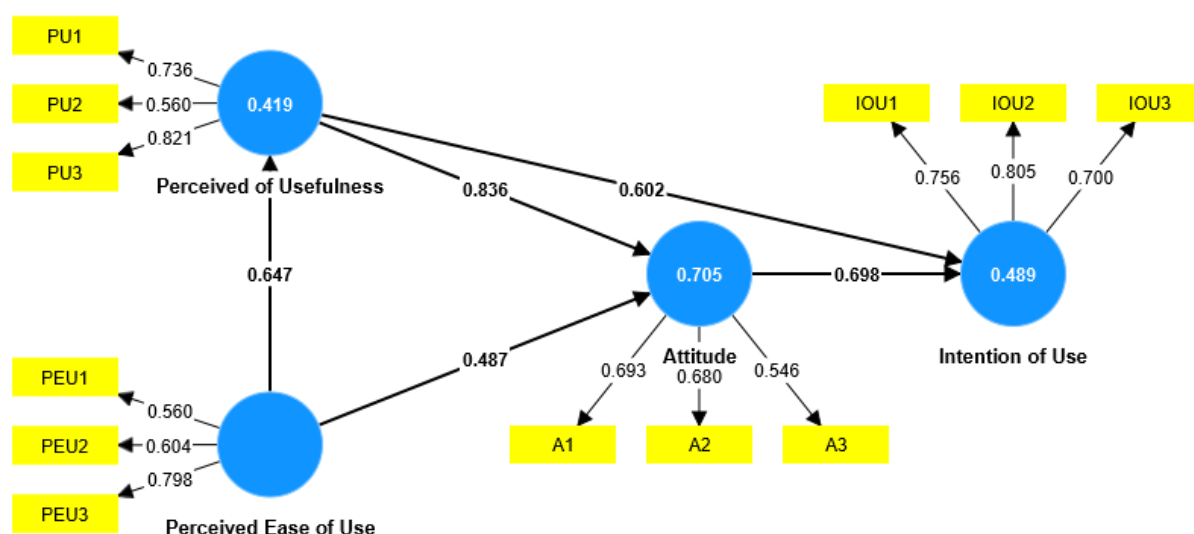 PU1
0.736
PU2
0.560
PU3
0.821
0.419
Perceived of Usefulness
IOU1
IOU2
IOU3
0.756
0.805
0.700
0.836
0.602
0.647
0.705
0.698
0.489
Attitude
Intention of Use
0.487
0.693
0.680
0.546
A1
A2
A3
PEU1
0.560
PEU2
0.604
PEU3
0.798
Perceived Ease of Use